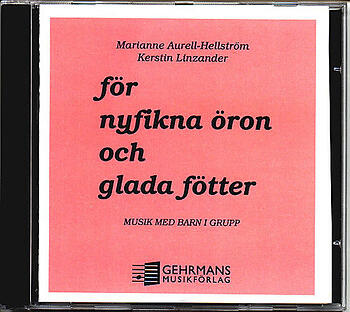 Marianne Aurell-Hellström
Kerstin Linzander
för
nyfikna öron
och
glada fötter
MUSIK MED BARN I GRUPP
GEHRMANS
MUSIKFÖRLAG